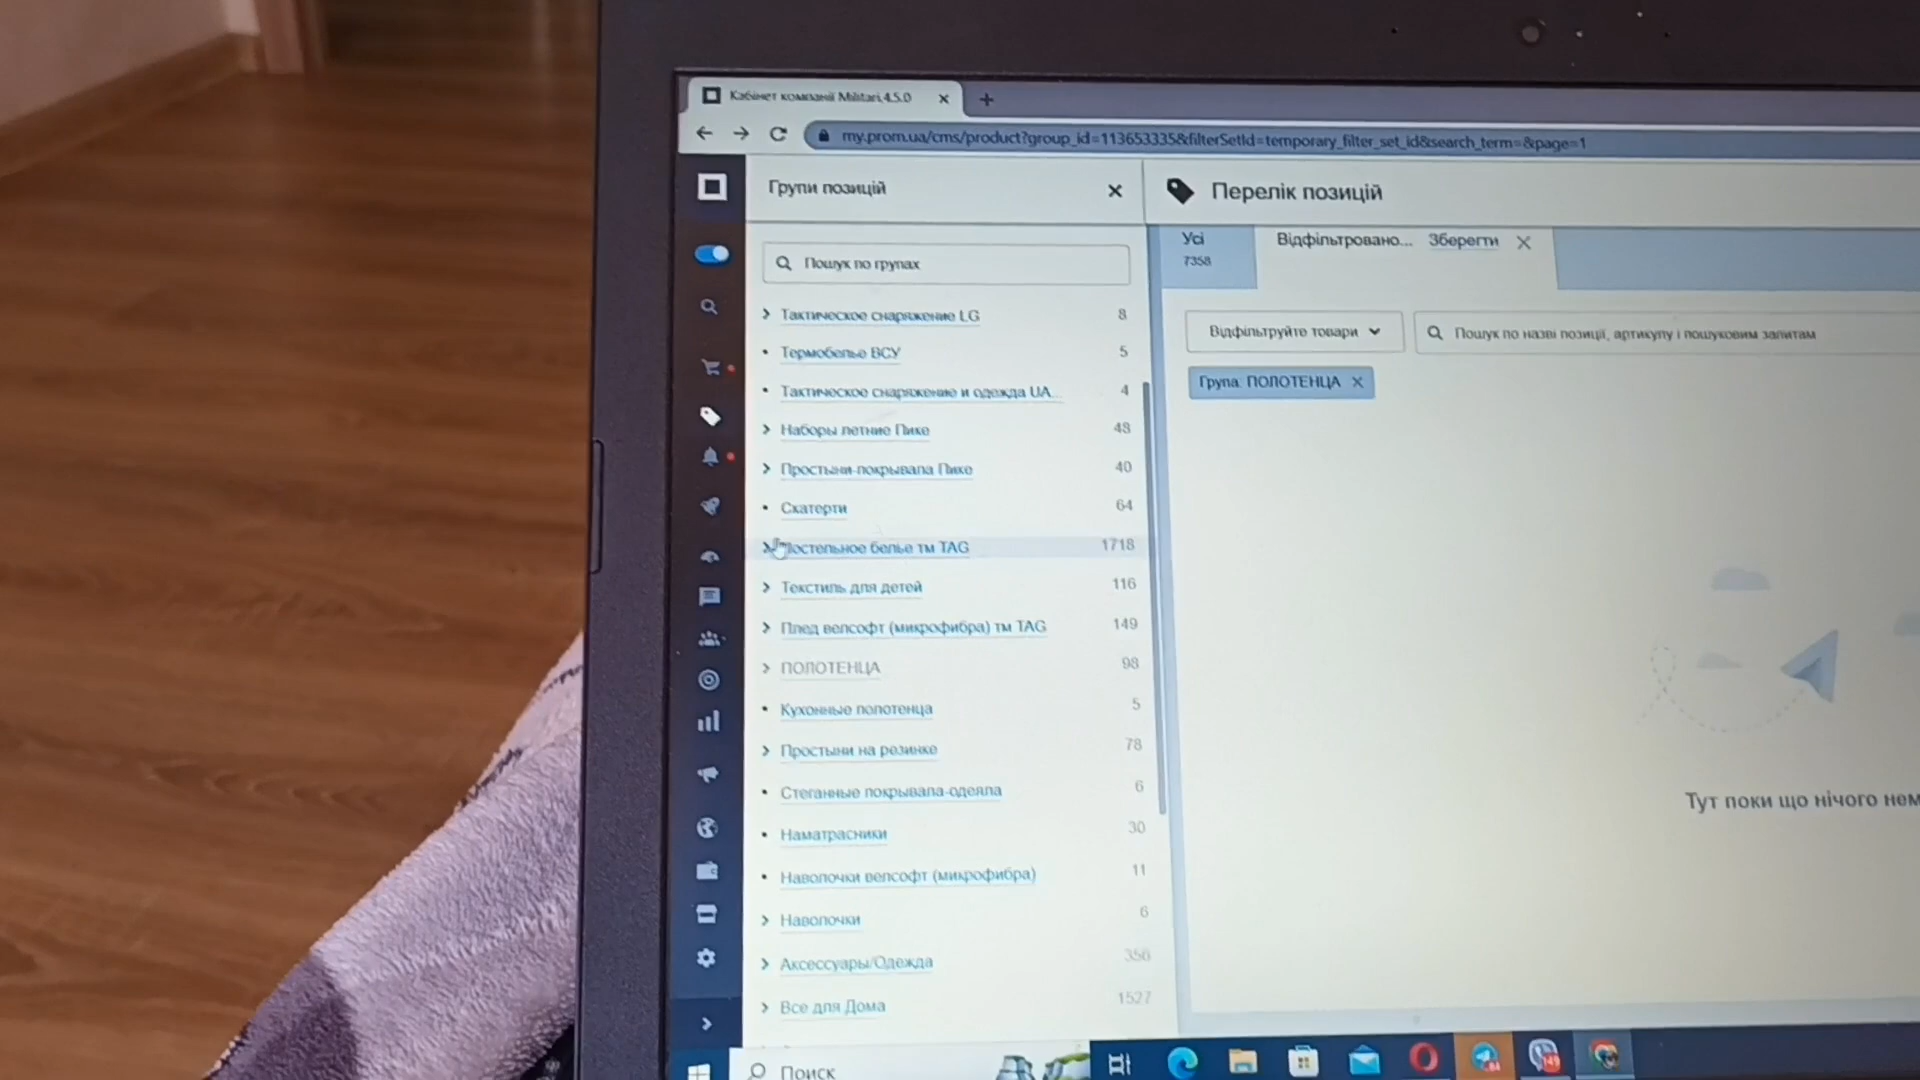 Кабінет компанії Militari,4.5.0
my.prom.ua/cms/product?group_id=113653335&filterSetId=temporary_filter_set_id&search_term=&page=1
Групи позицій
Перелік позицій
Усі
7358
Відфільтровано... Зберегти
Пошук по групах
Відфільтруйте товари
Пошук по назві позиції, артикулу і пошуковим запитам
Група: ПОЛОТЕНЦА
Тактическое снаряжение LG 8
Термобелье ВСУ 5
Тактическое снаряжение и одежда UA... 4
Наборы летние Пике 48
Простыни-покрывала Пике 40
Скатерти 64
Постельное белье тм TAG 1718
Текстиль для детей 116
Плед велсофт (микрофибра) тм TAG 149
ПОЛОТЕНЦА 98
Кухонные полотенца 5
Простыни на резинке 78
Стеганные покрывала-одеяла 6
Наматрасники 30
Наволочки велсофт (микрофибра) 11
Наволочки 6
Аксессуары/Одежда 356
Все для Дома 1527
Тут поки що нічого нем
Поиск
149